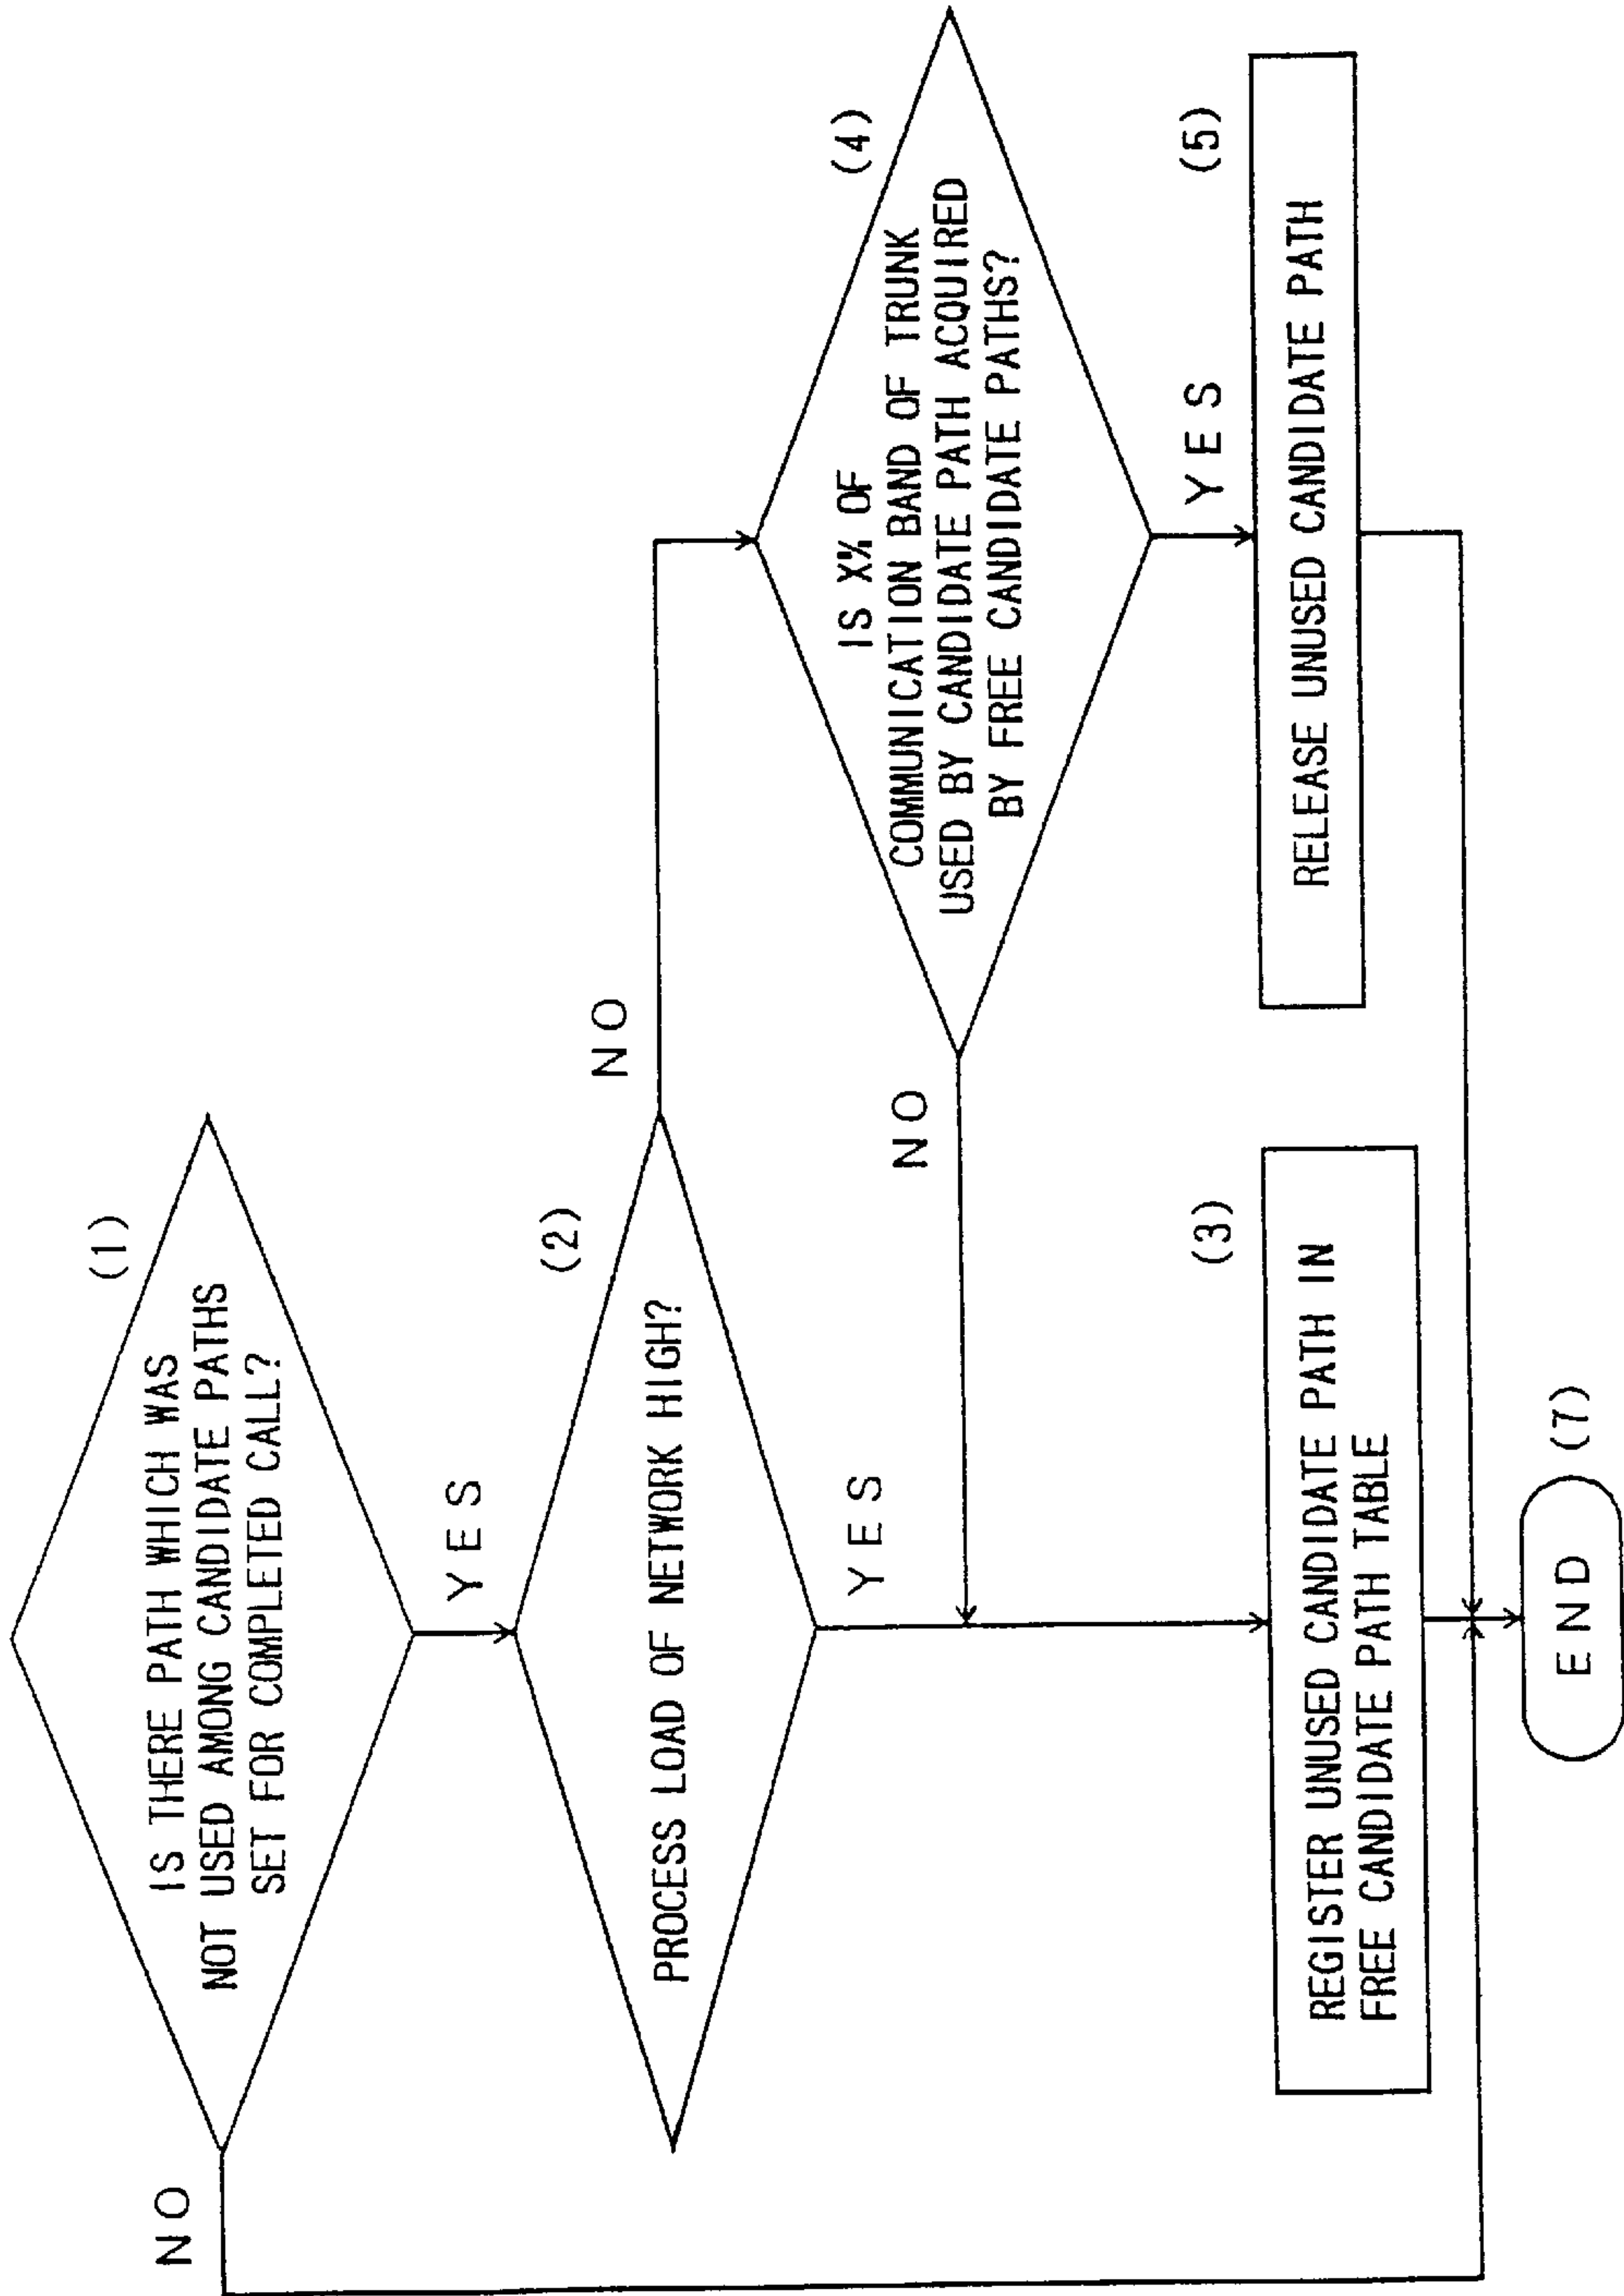 (1)
IS THERE PATH WHICH WAS
NOT USED AMONG CANDIDATE PATHS
SET FOR COMPLETED CALL?
NO
YES
(2)
PROCESS LOAD OF NETWORK HIGH?
NO
YES
(4)
IS X% OF
COMMUNICATION BAND OF TRUNK
USED BY CANDIDATE PATH ACQUIRED
BY FREE CANDIDATE PATHS?
NO
YES
(3)
REGISTER UNUSED CANDIDATE PATH IN
FREE CANDIDATE PATH TABLE
(5)
RELEASE UNUSED CANDIDATE PATH
END
(7)